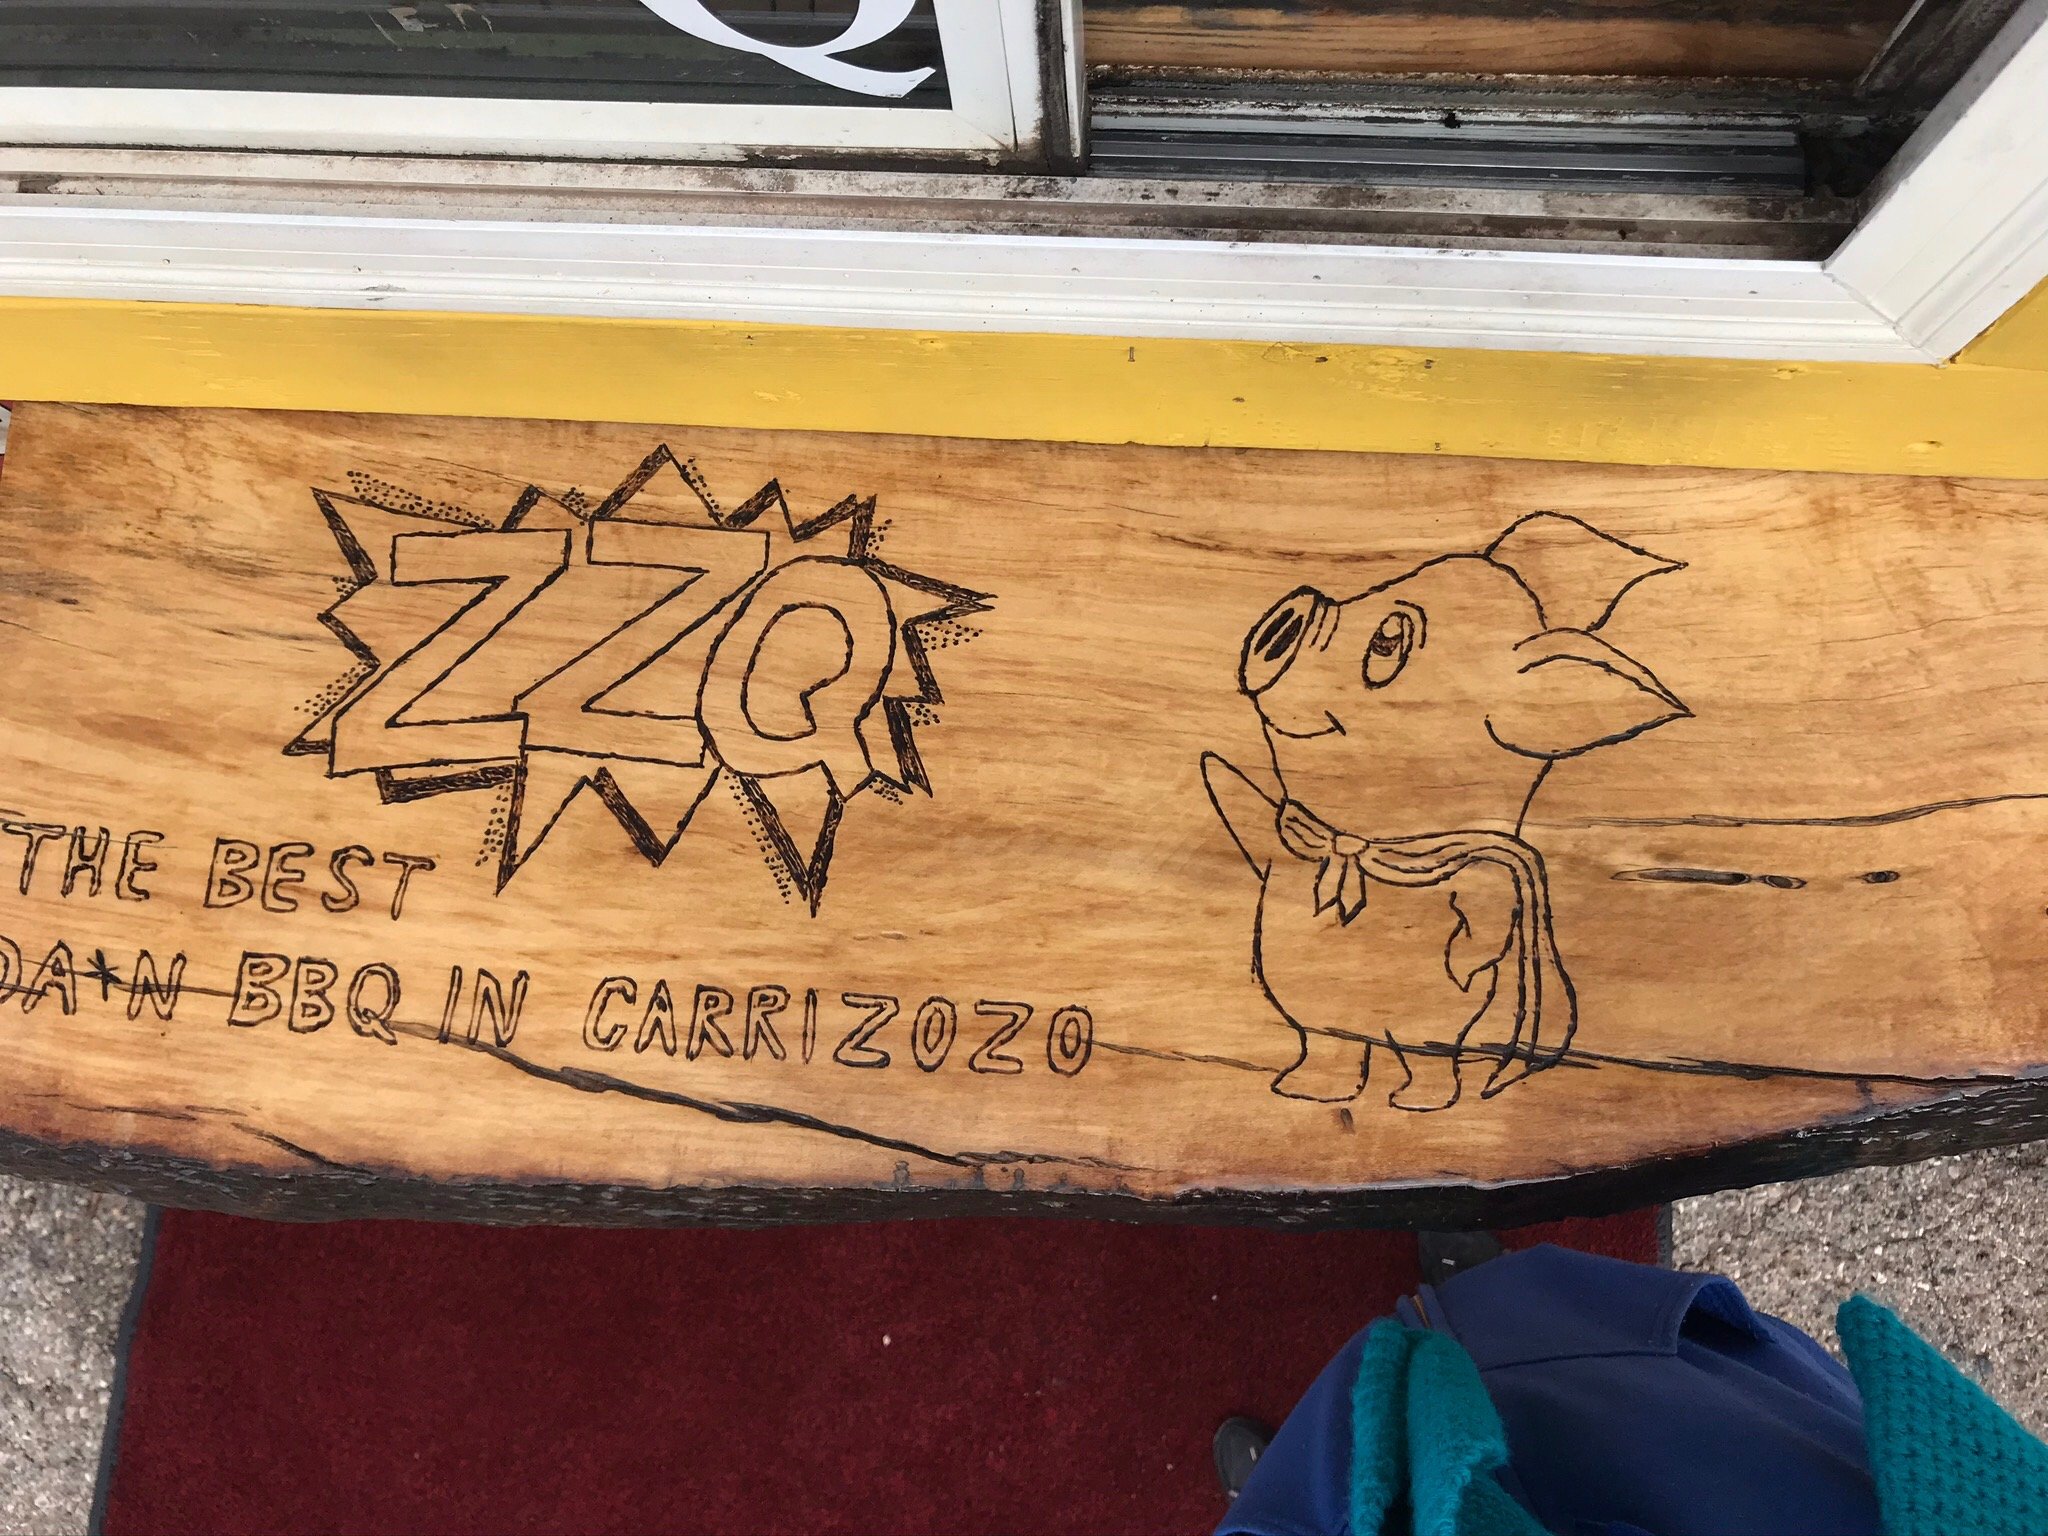 Q
ZZQ
THE BEST
DA*N BBQ IN CARRIZOZO